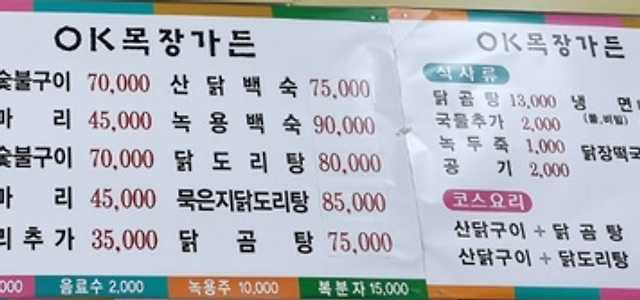 OK목장가든
숯불구이 70,000 산 닭 백 숙 75,000
마 리 45,000 녹 용 백 숙 90,000
숯불구이 70,000 닭 도 리 탕 80,000
마 리 45,000 묵은지닭도리탕 85,000
리 추 가 35,000 닭 곰 탕 75,000
000 음료수 2,000 녹용주 10,000 복분자 15,000
OK목장가든
식사류
닭 곰 탕 13,000 냉 면
국물추가 2,000 (물,비빔)
녹 두 죽 1,000 닭장떡국
공 기 2,000
코스요리
산닭구이 + 닭 곰 탕
산닭구이 + 닭도리탕